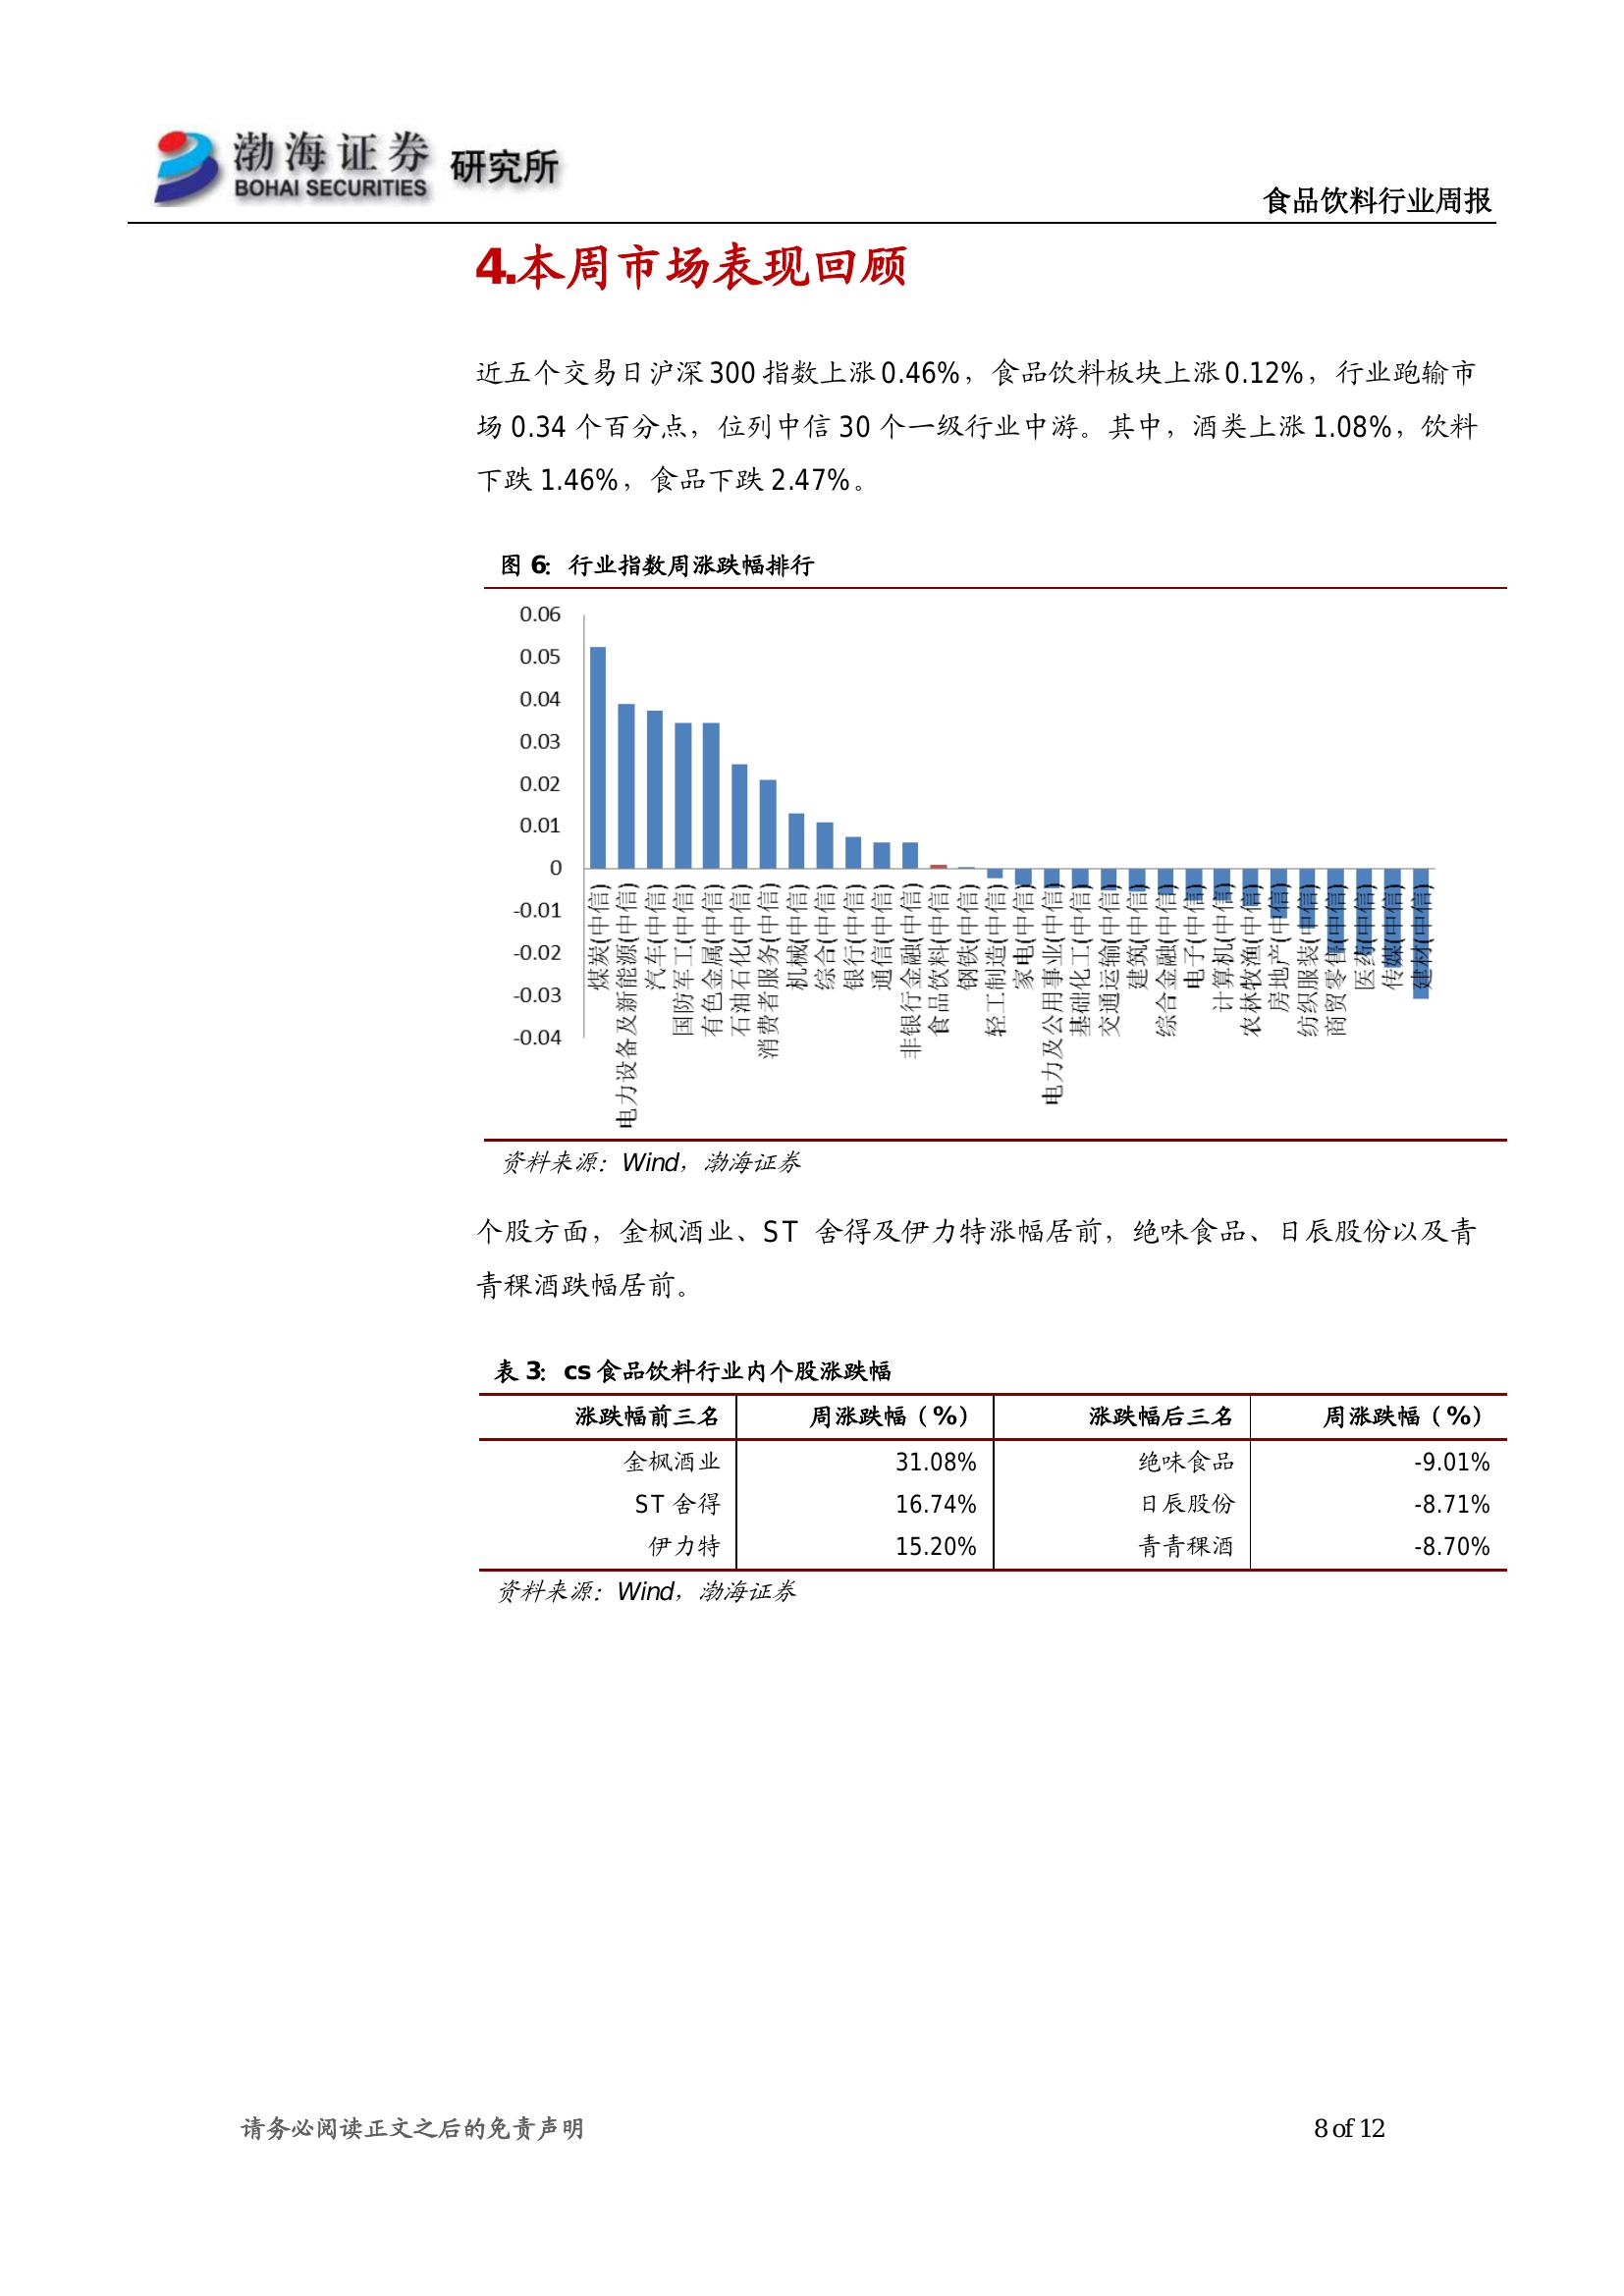 渤海证券 研究所
BOHAI SECURITIES
食品饮料行业周报
4.本周市场表现回顾
近五个交易日沪深 300 指数上涨 0.46%，食品饮料板块上涨 0.12%，行业跑输市
场 0.34 个百分点，位列中信 30 个一级行业中游。其中，酒类上涨 1.08%，饮料
下跌 1.46%，食品下跌 2.47%。
图 6：行业指数周涨跌幅排行
0.06
0.05
0.04
0.03
0.02
0.01
0
-0.01
-0.02
-0.03
-0.04
煤炭(中信)
电力设备及新能源(中信)
汽车(中信)
国防军工(中信)
有色金属(中信)
石油石化(中信)
消费者服务(中信)
机械(中信)
综合(中信)
银行(中信)
通信(中信)
非银行金融(中信)
食品饮料(中信)
钢铁(中信)
轻工制造(中信)
家电(中信)
电力及公用事业(中信)
基础化工(中信)
交通运输(中信)
建筑(中信)
综合金融(中信)
电子(中信)
计算机(中信)
农林牧渔(中信)
房地产(中信)
纺织服装(中信)
商贸零售(中信)
医药(中信)
传媒(中信)
建材(中信)
资料来源：Wind，渤海证券
个股方面，金枫酒业、ST 舍得及伊力特涨幅居前，绝味食品、日辰股份以及青
青稞酒跌幅居前。
表 3：cs 食品饮料行业内个股涨跌幅
涨跌幅前三名 周涨跌幅（%） 涨跌幅后三名 周涨跌幅（%）
金枫酒业 31.08% 绝味食品 -9.01%
ST 舍得 16.74% 日辰股份 -8.71%
伊力特 15.20% 青青稞酒 -8.70%
资料来源：Wind，渤海证券
请务必阅读正文之后的免责声明 8 of 12